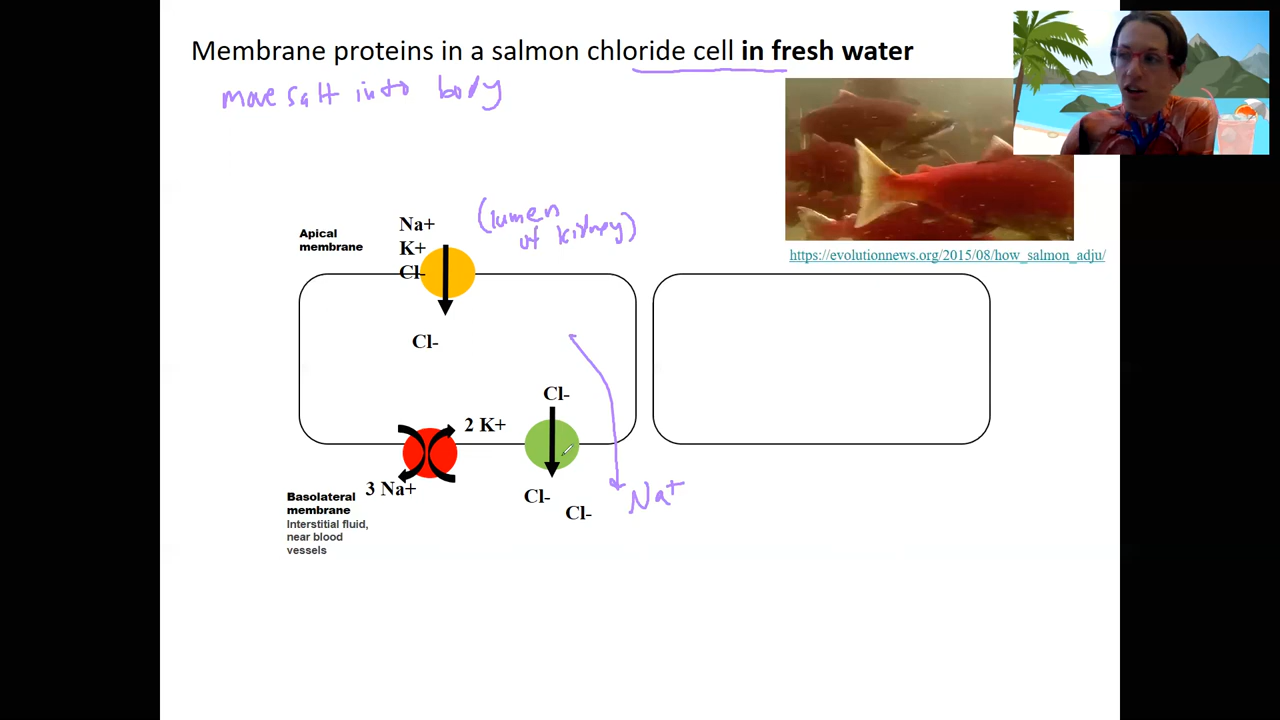 Membrane proteins in a salmon chloride cell in fresh water
move salt into body
(lumen
of kidney)
Na+
K+
Cl-
Apical
membrane
https://evolutionnews.org/2015/08/how_salmon_adju/
Cl-
Cl-
2 K+
3 Na+
Cl-
Cl-
Na+
Basolateral
membrane
Interstitial fluid,
near blood
vessels